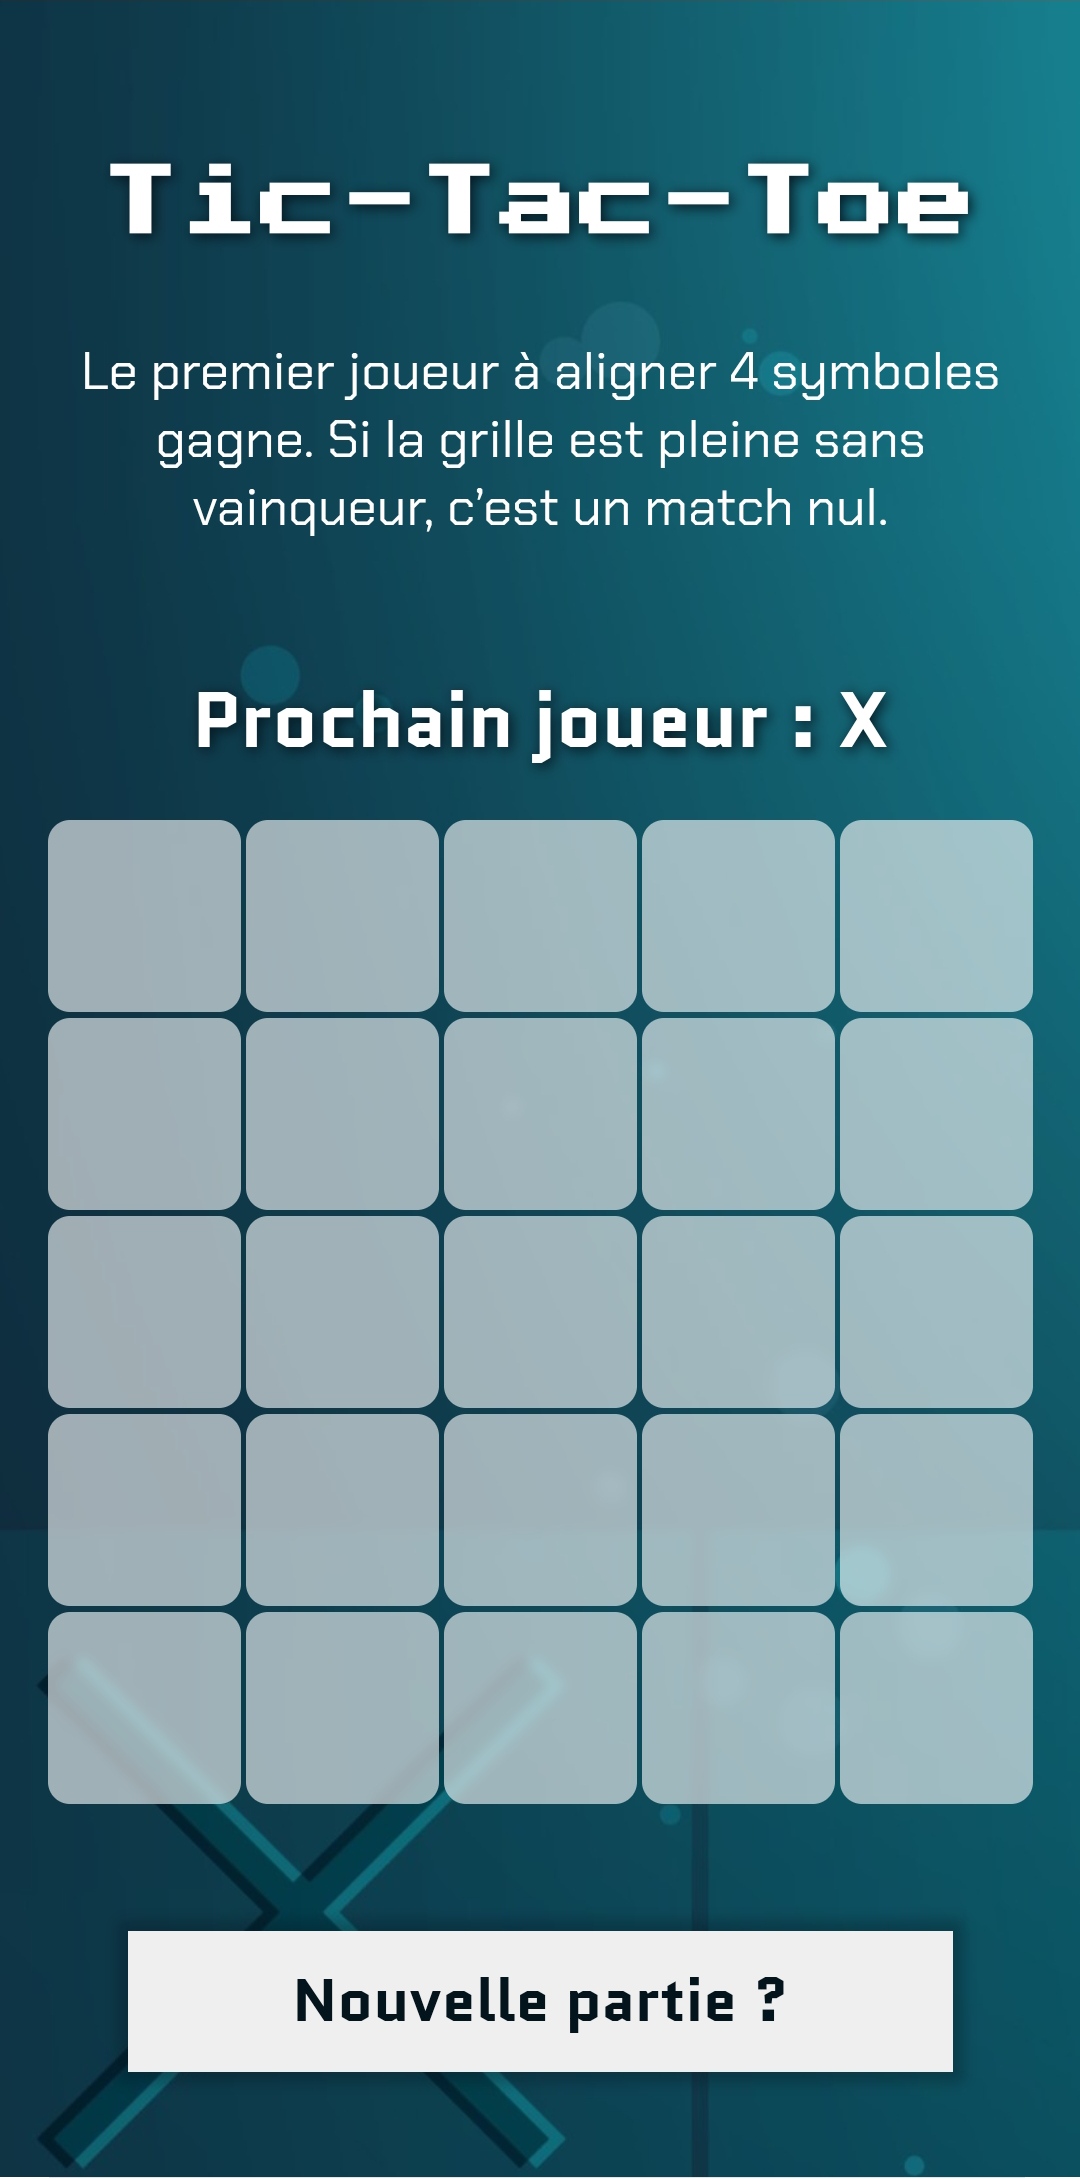 Tic-Tac-Toe
Le premier joueur à aligner 4 symboles
gagne. Si la grille est pleine sans
vainqueur, c’est un match nul.
Prochain joueur : X
Nouvelle partie ?